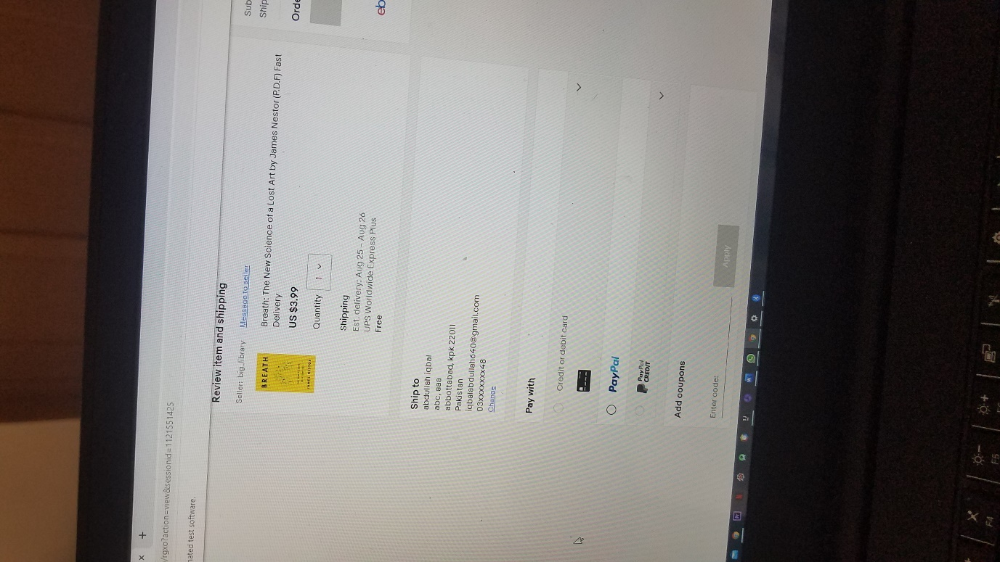 /rgxo?action=view&sessionid=1121551425
nated test software.
Review item and shipping
Seller: big_library Message to seller
BREATH
Breath: The New Science of a Lost Art by James Nestor (P.D.F) Fast
Delivery
US $3.99
Quantity 1
Shipping
Est. delivery: Aug 25 – Aug 26
UPS Worldwide Express Plus
Free
Sub
Ship
Orde
eb
Ship to
abdullah iqbal
abc, aaa
abbottabad, kpk 22011
Pakistan
iqbalabdullah640@gmail.com
03xxxxxxx48
Change
Pay with
Credit or debit card
PayPal
PayPal
CREDIT
Add coupons
Enter code:
Apply
F4
F5